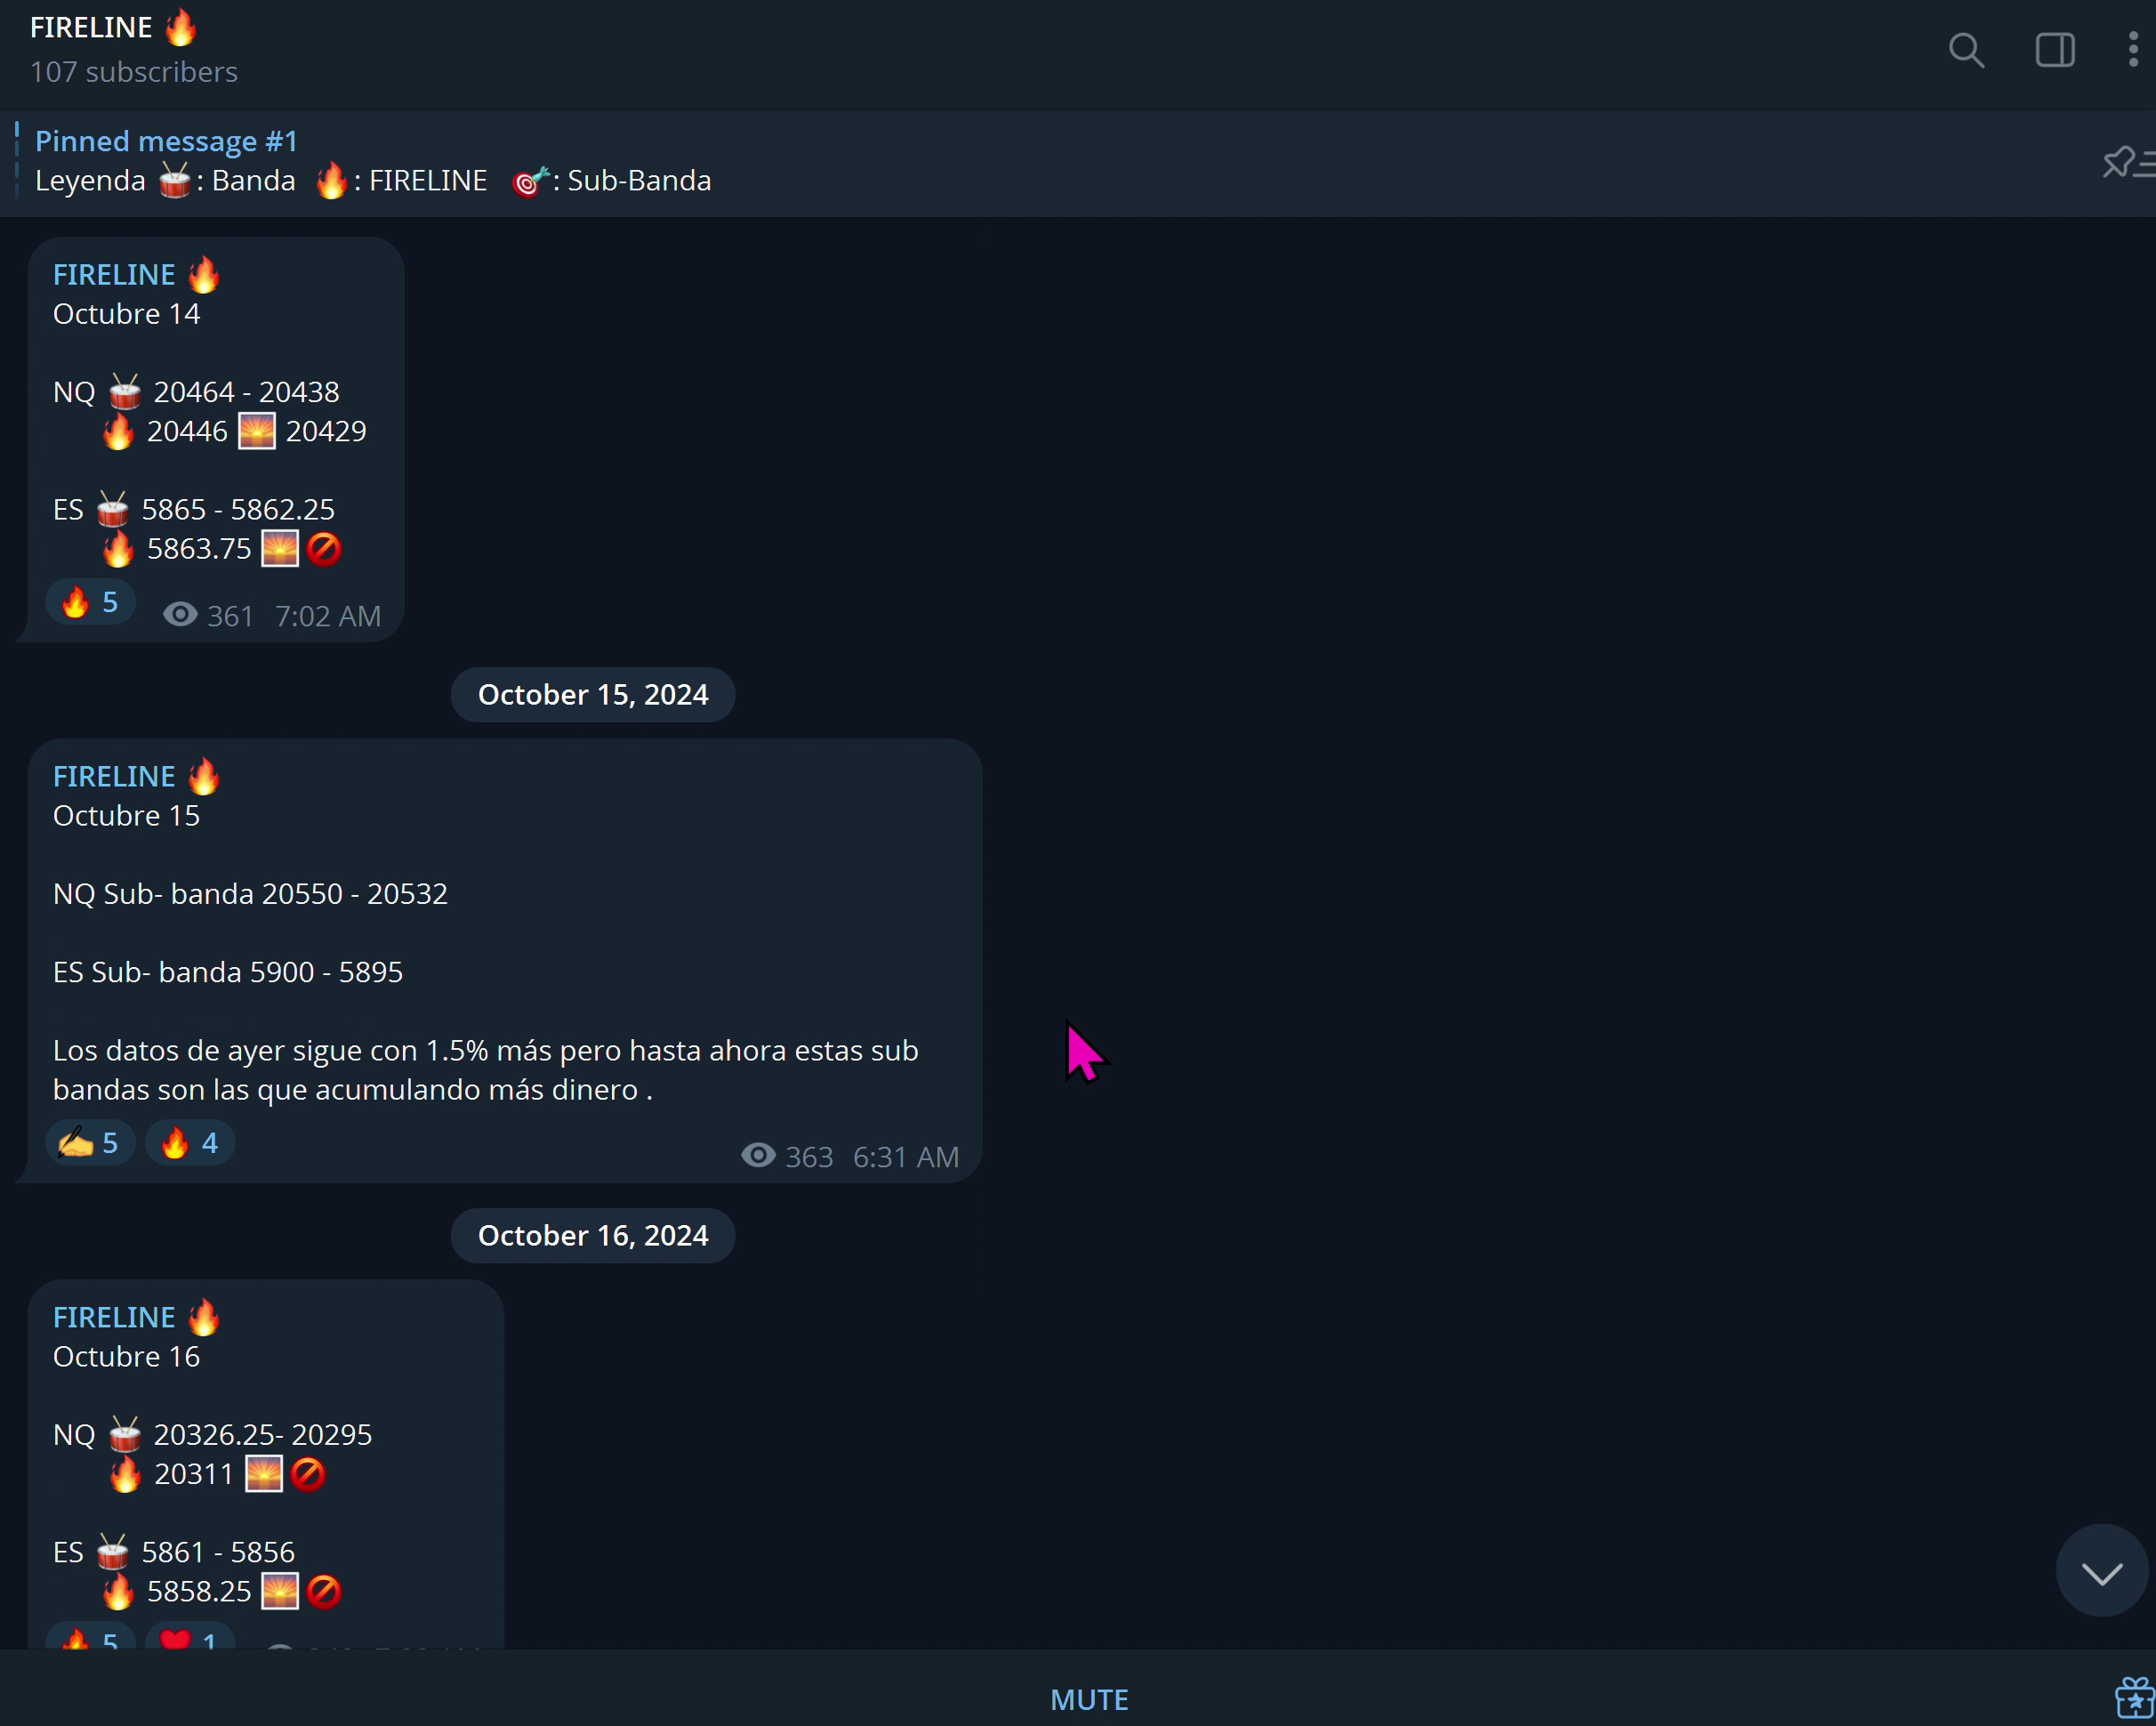 FIRELINE 🔥
107 subscribers
Pinned message #1
Leyenda 🥁: Banda 🔥: FIRELINE 🎯: Sub-Banda
FIRELINE 🔥
Octubre 14
NQ 🥁 20464 - 20438
🔥 20446 🌅 20429
ES 🥁 5865 - 5862.25
🔥 5863.75 🌅🚫
🔥 5 361 7:02 AM
October 15, 2024
FIRELINE 🔥
Octubre 15
NQ Sub- banda 20550 - 20532
ES Sub- banda 5900 - 5895
Los datos de ayer sigue con 1.5% más pero hasta ahora estas sub
bandas son las que acumulando más dinero .
✍️ 5 🔥 4 363 6:31 AM
October 16, 2024
FIRELINE 🔥
Octubre 16
NQ 🥁 20326.25- 20295
🔥 20311 🌅🚫
ES 🥁 5861 - 5856
🔥 5858.25 🌅🚫
🔥 5 ❤️ 1
MUTE